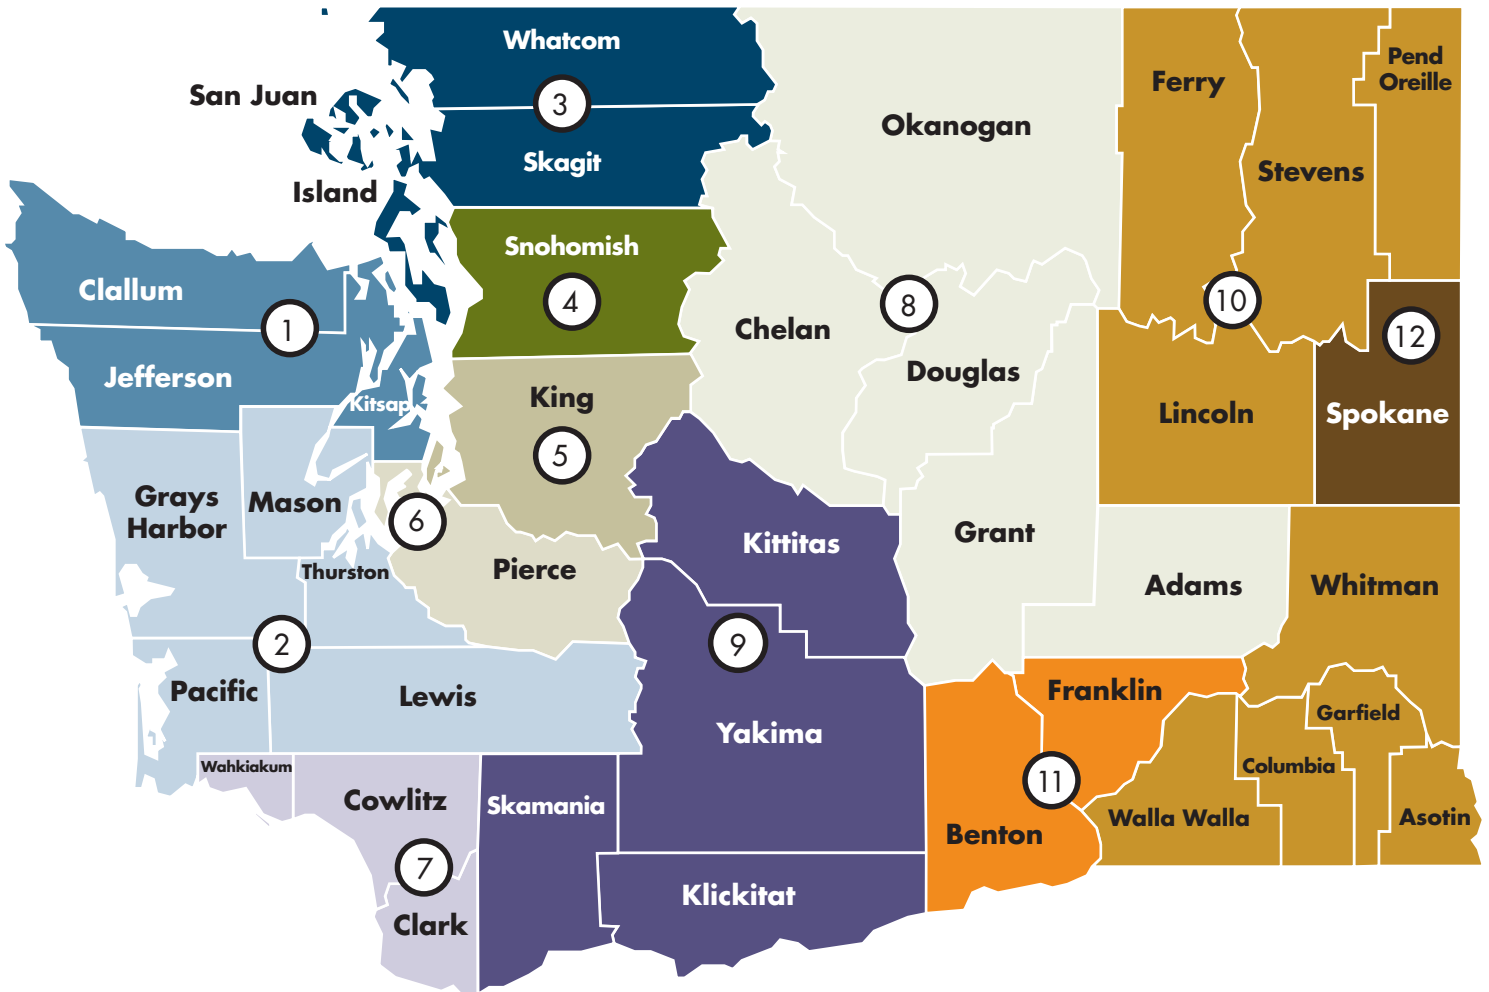 Whatcom
Pend
Oreille
Ferry
San Juan
3
Okanogan
Skagit
Stevens
Island
Snohomish
Clallum
4
8
10
1
Chelan
12
Jefferson
Douglas
King
Kitsap
Lincoln
Spokane
5
Grays
Harbor
Mason
6
Kittitas
Grant
Thurston
Pierce
Adams
Whitman
2
9
Pacific
Lewis
Franklin
Garfield
Yakima
Wahkiakum
Columbia
11
Cowlitz
Skamania
Walla Walla
Asotin
Benton
7
Klickitat
Clark